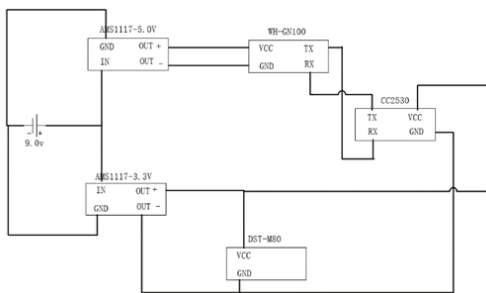 AMS1117-5.0V
GND OUT +
IN OUT -
WH-GN100
VCC TX
GND RX
CC2530
TX VCC
RX GND
- +
9.0v
AMS1117-3.3V
IN OUT +
GND OUT -
DST-M80
VCC
GND